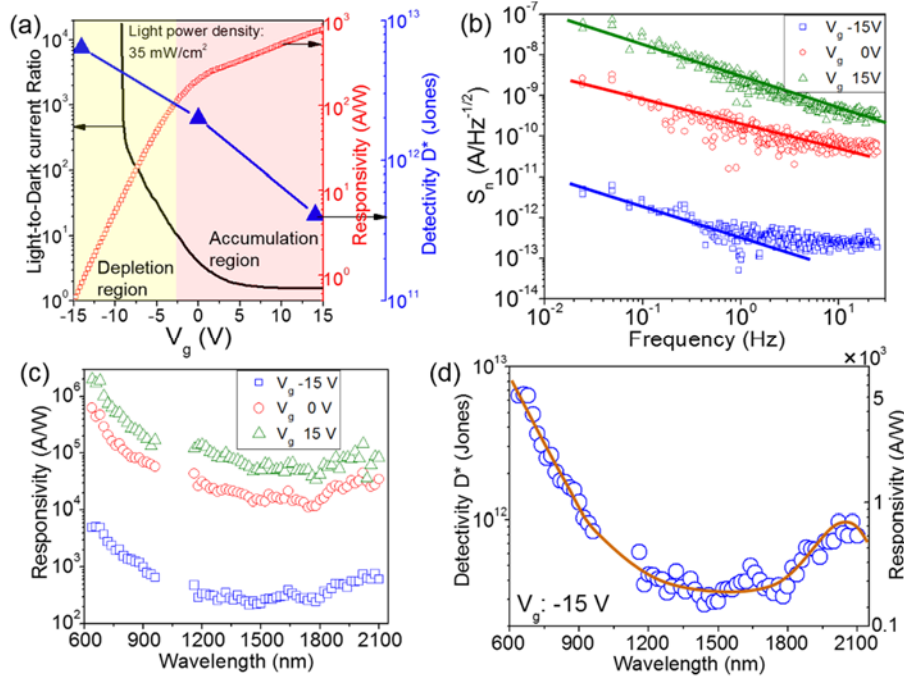 (a)
Light power density:
35 mW/cm²
Light-to-Dark current Ratio
10⁴
10³
10²
10¹
10⁰
Depletion
region
Accumulation
region
-15 -10 -5 0 5 10 15
V_g (V)
10³
10²
10¹
10⁰
Responsivity (A/W)
10¹³
10¹²
10¹¹
Detectivity D* (Jones)
(b)
V_g -15V
V_g 0V
V_g 15V
S_n (A/Hz⁻¹/²)
10⁻⁷
10⁻⁸
10⁻⁹
10⁻¹⁰
10⁻¹¹
10⁻¹²
10⁻¹³
10⁻¹⁴
10⁻² 10⁻¹ 10⁰ 10¹
Frequency (Hz)
(c)
V_g -15 V
V_g 0 V
V_g 15 V
Responsivity (A/W)
10⁶
10⁵
10⁴
10³
10²
600 900 1200 1500 1800 2100
Wavelength (nm)
(d)
× 10³
Detectivity D* (Jones)
10¹³
10¹²
V_g: -15 V
5
1
0.1
Responsivity (A/W)
600 900 1200 1500 1800 2100
Wavelength (nm)